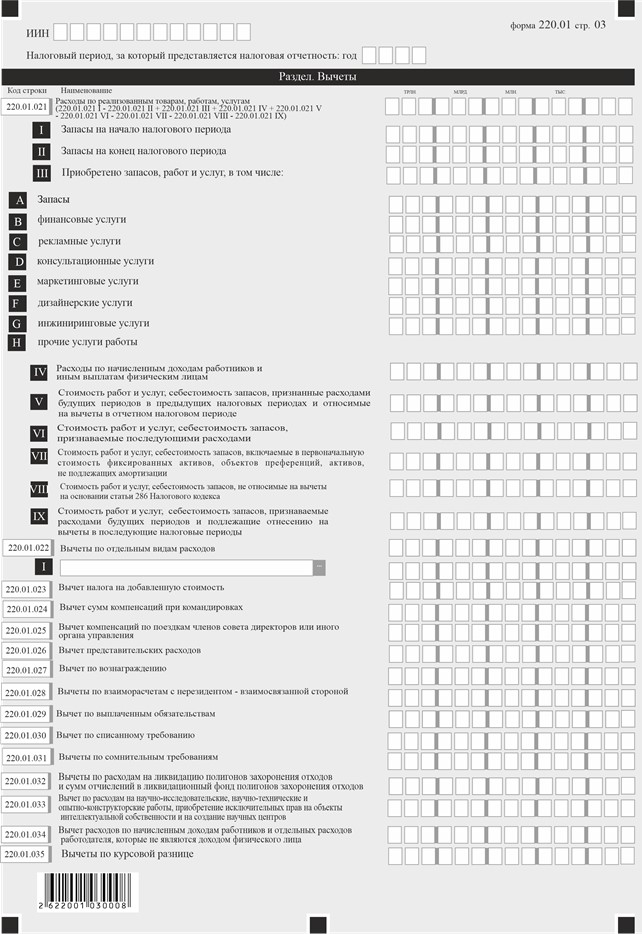 форма 220.01 стр. 03
ИИН
Налоговый период, за который представляется налоговая отчетность: год
Раздел. Вычеты
Код строки Наименование ТРЛН МЛРД МЛН ТЫС
220.01.021 Расходы по реализованным товарам, работам, услугам
(220.01.021 I - 220.01.021 II + 220.01.021 III + 220.01.021 IV + 220.01.021 V
- 220.01.021 VI - 220.01.021 VII - 220.01.021 VIII - 220.01.021 IX)
I Запасы на начало налогового периода
II Запасы на конец налогового периода
III Приобретено запасов, работ и услуг, в том числе:
A Запасы
B финансовые услуги
C рекламные услуги
D консультационные услуги
E маркетинговые услуги
F дизайнерские услуги
G инжиниринговые услуги
H прочие услуги работы
IV Расходы по начисленным доходам работников и
иным выплатам физическим лицам
V Стоимость работ и услуг, себестоимость запасов, признанные расходами
будущих периодов в предыдущих налоговых периодах и относимые
на вычеты в отчетном налоговом периоде
VI Стоимость работ и услуг, себестоимость запасов,
признаваемые последующими расходами
VII Стоимость работ и услуг, себестоимость запасов, включаемые в первоначальную
стоимость фиксированных активов, объектов преференций, активов,
не подлежащих амортизации
VIII Стоимость работ и услуг, себестоимость запасов, не относимые на вычеты
на основании статьи 286 Налогового кодекса
IX Стоимость работ и услуг, себестоимость запасов, признаваемые
расходами будущих периодов и подлежащие отнесению на
вычеты в последующие налоговые периоды
220.01.022 Вычеты по отдельным видам расходов
I ...
220.01.023 Вычет налога на добавленную стоимость
220.01.024 Вычет сумм компенсаций при командировках
220.01.025 Вычет компенсаций по поездкам членов совета директоров или иного
органа управления
220.01.026 Вычет представительских расходов
220.01.027 Вычет по вознаграждению
220.01.028 Вычеты по взаиморасчетам с нерезидентом - взаимосвязанной стороной
220.01.029 Вычет по выплаченным обязательствам
220.01.030 Вычет по списанному требованию
220.01.031 Вычеты по сомнительным требованиям
220.01.032 Вычеты по расходам на ликвидацию полигонов захоронения отходов
и сумм отчислений в ликвидационный фонд полигонов захоронения отходов
220.01.033 Вычет по расходам на научно-исследовательские, научно-технические и
опытно-конструкторские работы, приобретение исключительных прав на объекты
интеллектуальной собственности и на создание научных центров
220.01.034 Вычет расходов по начисленным доходам работников и отдельных расходов
работодателя, которые не являются доходом физического лица
220.01.035 Вычеты по курсовой разнице
2 622001 030008